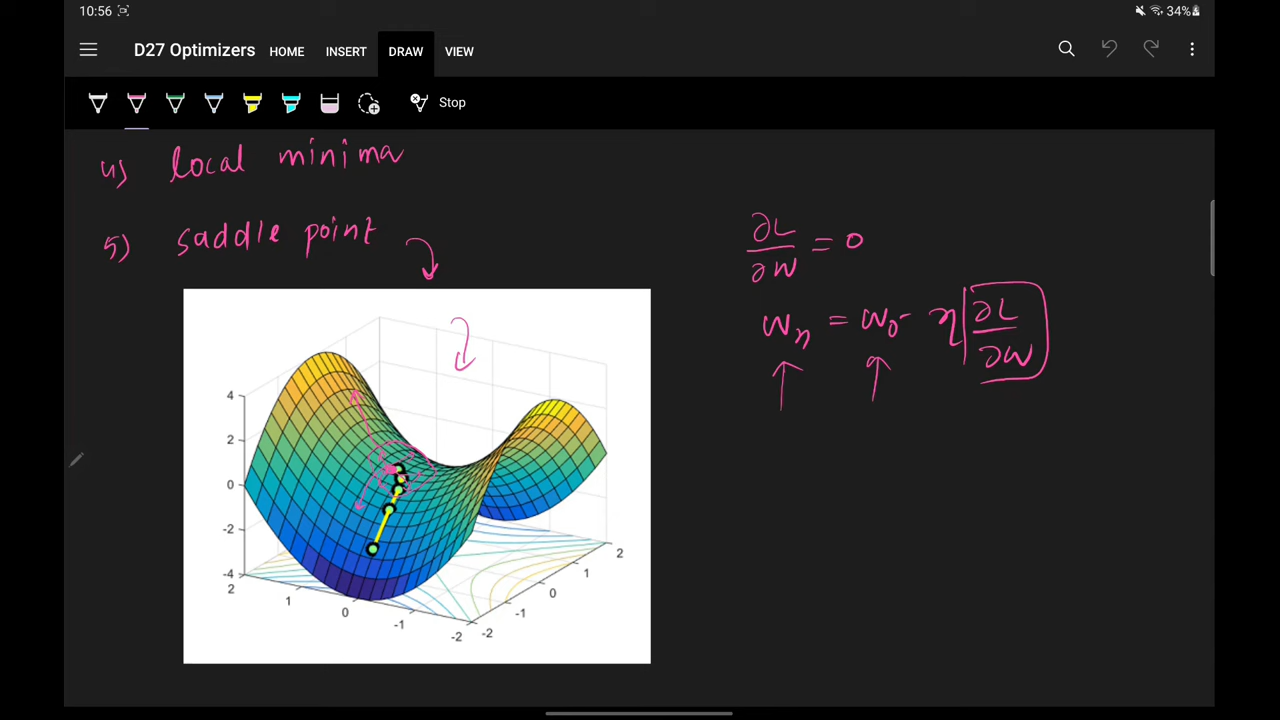 10:56 34%
D27 Optimizers HOME INSERT DRAW VIEW
Stop
4) local minima
5) saddle point
∂L/∂W = 0
Wn = W0 - η ∂L/∂W
4
2
0
-2
-4
2
1
0
-1
-2
-2
-1
0
1
2